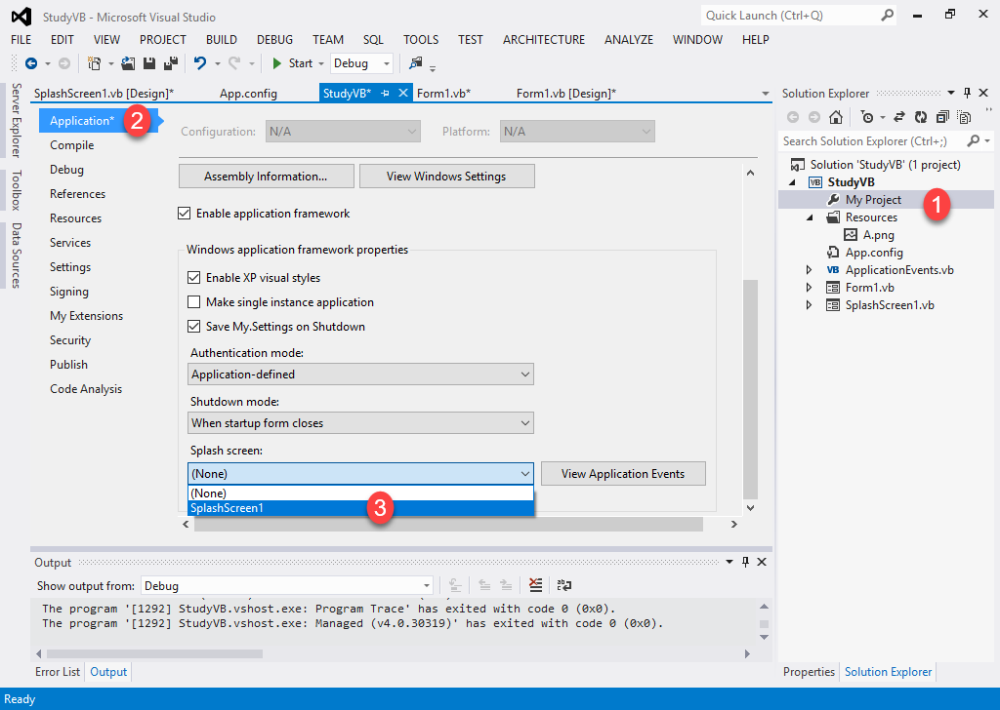 StudyVB - Microsoft Visual Studio
Quick Launch (Ctrl+Q)
FILE EDIT VIEW PROJECT BUILD DEBUG TEAM SQL TOOLS TEST ARCHITECTURE ANALYZE WINDOW HELP
Start Debug
Server Explorer
Toolbox
Data Sources
SplashScreen1.vb [Design]* App.config StudyVB* Form1.vb* Form1.vb [Design]*
Application* 2
Compile
Debug
References
Resources
Services
Settings
Signing
My Extensions
Security
Publish
Code Analysis
Configuration: N/A Platform: N/A
Assembly Information... View Windows Settings
Enable application framework
Windows application framework properties
Enable XP visual styles
Make single instance application
Save My.Settings on Shutdown
Authentication mode:
Application-defined
Shutdown mode:
When startup form closes
Splash screen:
(None) View Application Events
(None)
SplashScreen1 3
Solution Explorer
Search Solution Explorer (Ctrl+;)
Solution 'StudyVB' (1 project)
VB StudyVB
My Project 1
Resources
A.png
App.config
VB ApplicationEvents.vb
Form1.vb
SplashScreen1.vb
Output
Show output from: Debug
The program '[1292] StudyVB.vshost.exe: Program Trace' has exited with code 0 (0x0).
The program '[1292] StudyVB.vshost.exe: Managed (v4.0.30319)' has exited with code 0 (0x0).
Error List Output
Properties Solution Explorer
Ready